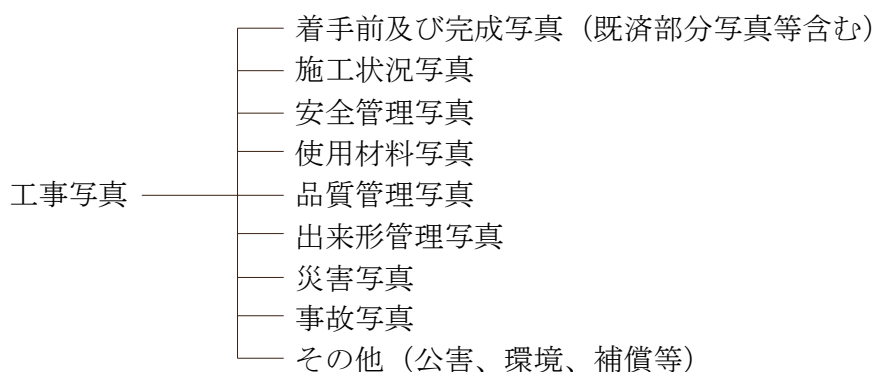 着手前及び完成写真（既済部分写真等含む）
施工状況写真
安全管理写真
使用材料写真
工事写真
品質管理写真
出来形管理写真
災害写真
事故写真
その他（公害、環境、補償等）